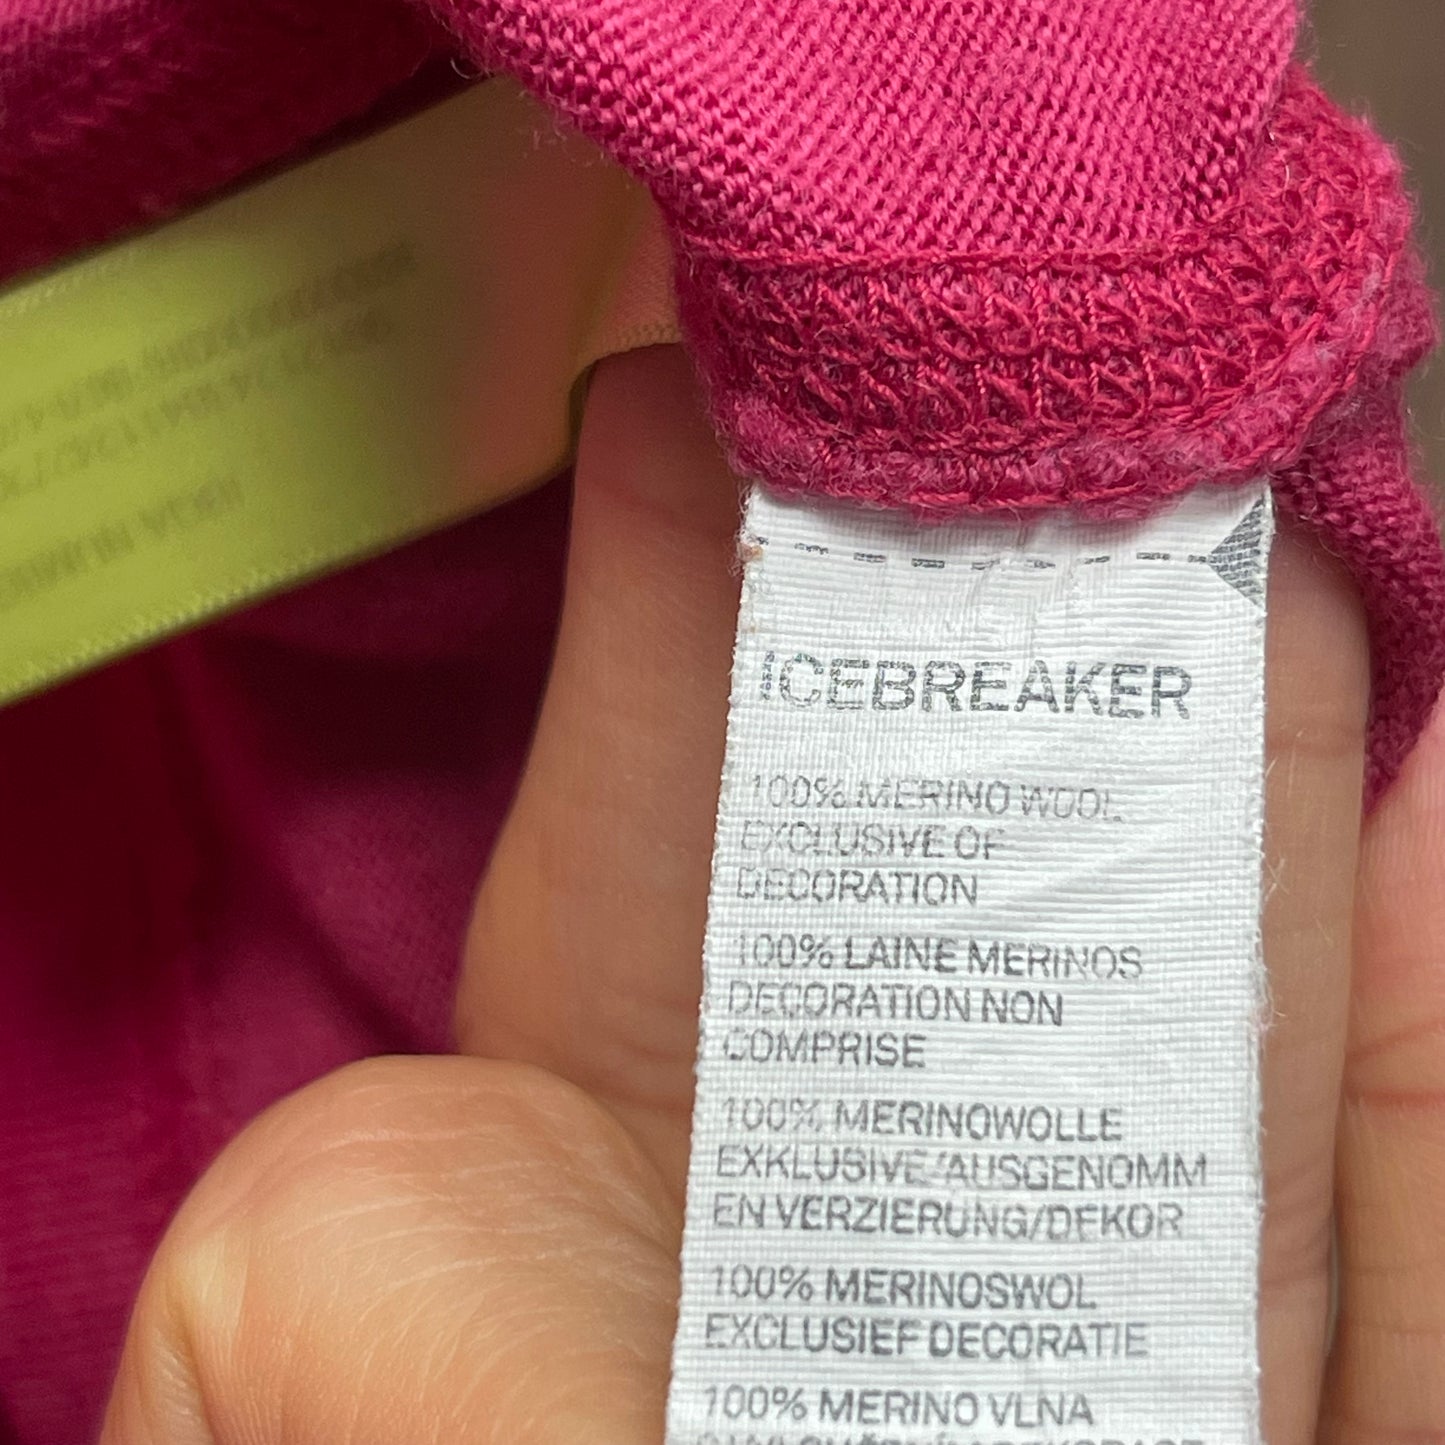 ICEBREAKER
100% MERINO WOOL
EXCLUSIVE OF
DECORATION
100% LAINE MERINOS
DECORATION NON
COMPRISE
100% MERINOWOLLE
EXKLUSIVE/AUSGENOMM
EN VERZIERUNG/DEKOR
100% MERINOSWOL
EXCLUSIEF DECORATIE
100% MERINO VLNA